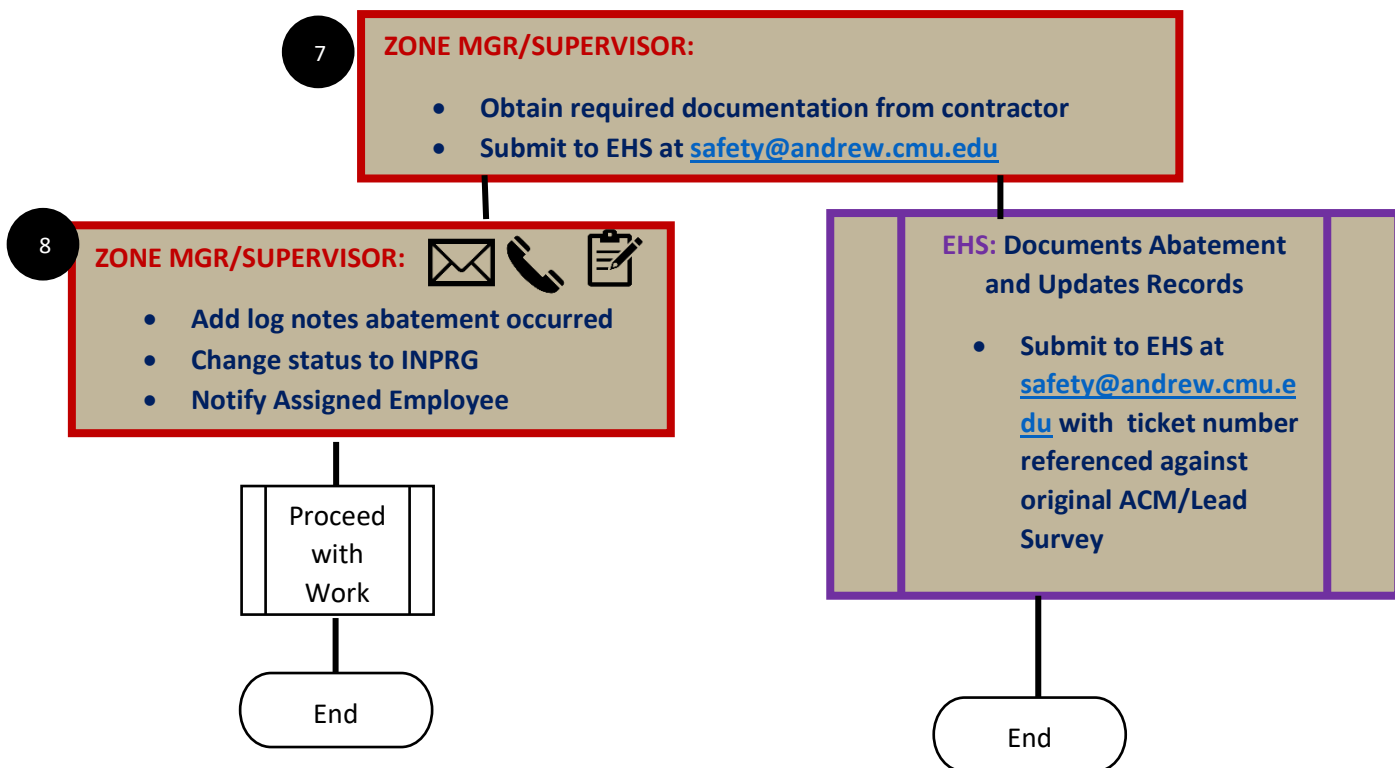 7
ZONE MGR/SUPERVISOR:
• Obtain required documentation from contractor
• Submit to EHS at safety@andrew.cmu.edu
8
ZONE MGR/SUPERVISOR:
• Add log notes abatement occurred
• Change status to INPRG
• Notify Assigned Employee
Proceed
with
Work
End
EHS: Documents Abatement
and Updates Records
• Submit to EHS at
safety@andrew.cmu.e
du with  ticket number
referenced against
original ACM/Lead
Survey
End